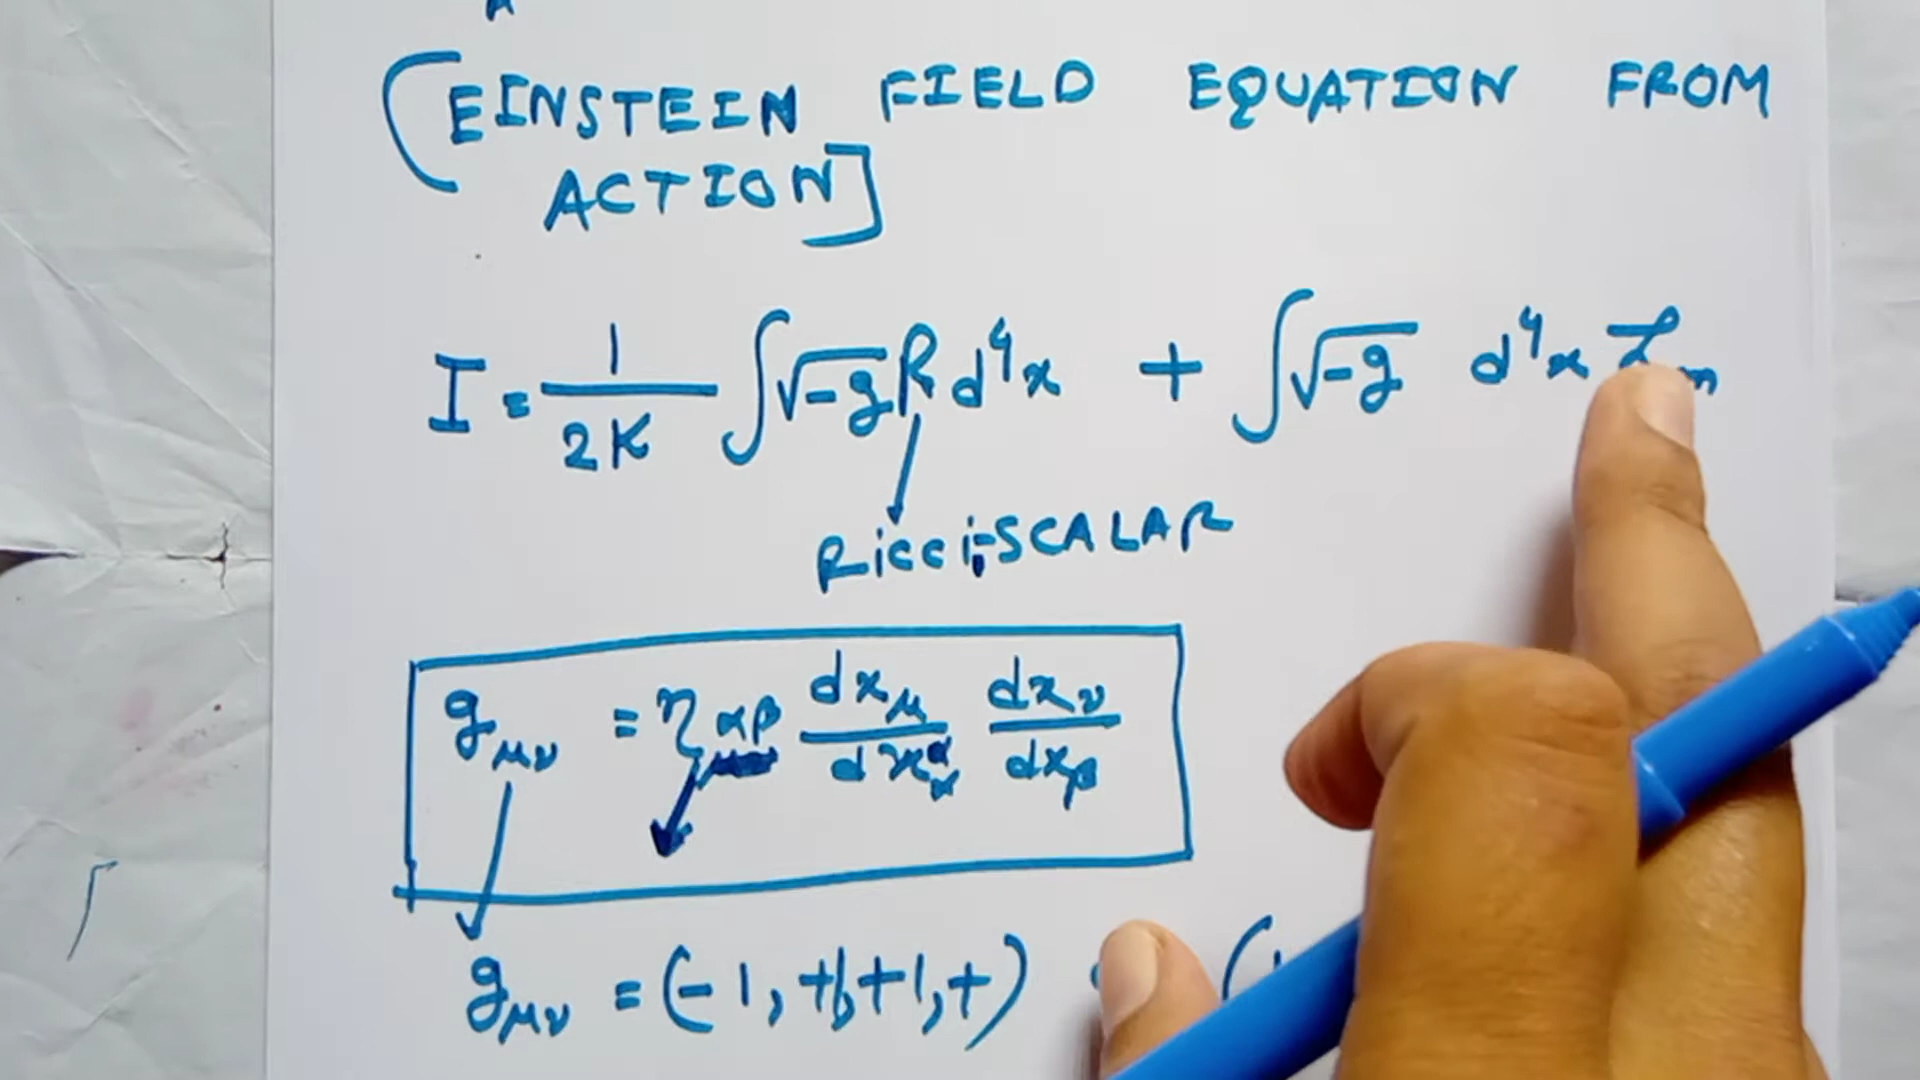 (EINSTEIN FIELD EQUATION FROM
ACTION]
I = 1/2K ∫√-g R d⁴x + ∫√-g d⁴x ℒm
Ricci-SCALAR
gμν = ηαβ dxμ/dxα dxν/dxβ
gμν = (-1, +1, +1, +) (